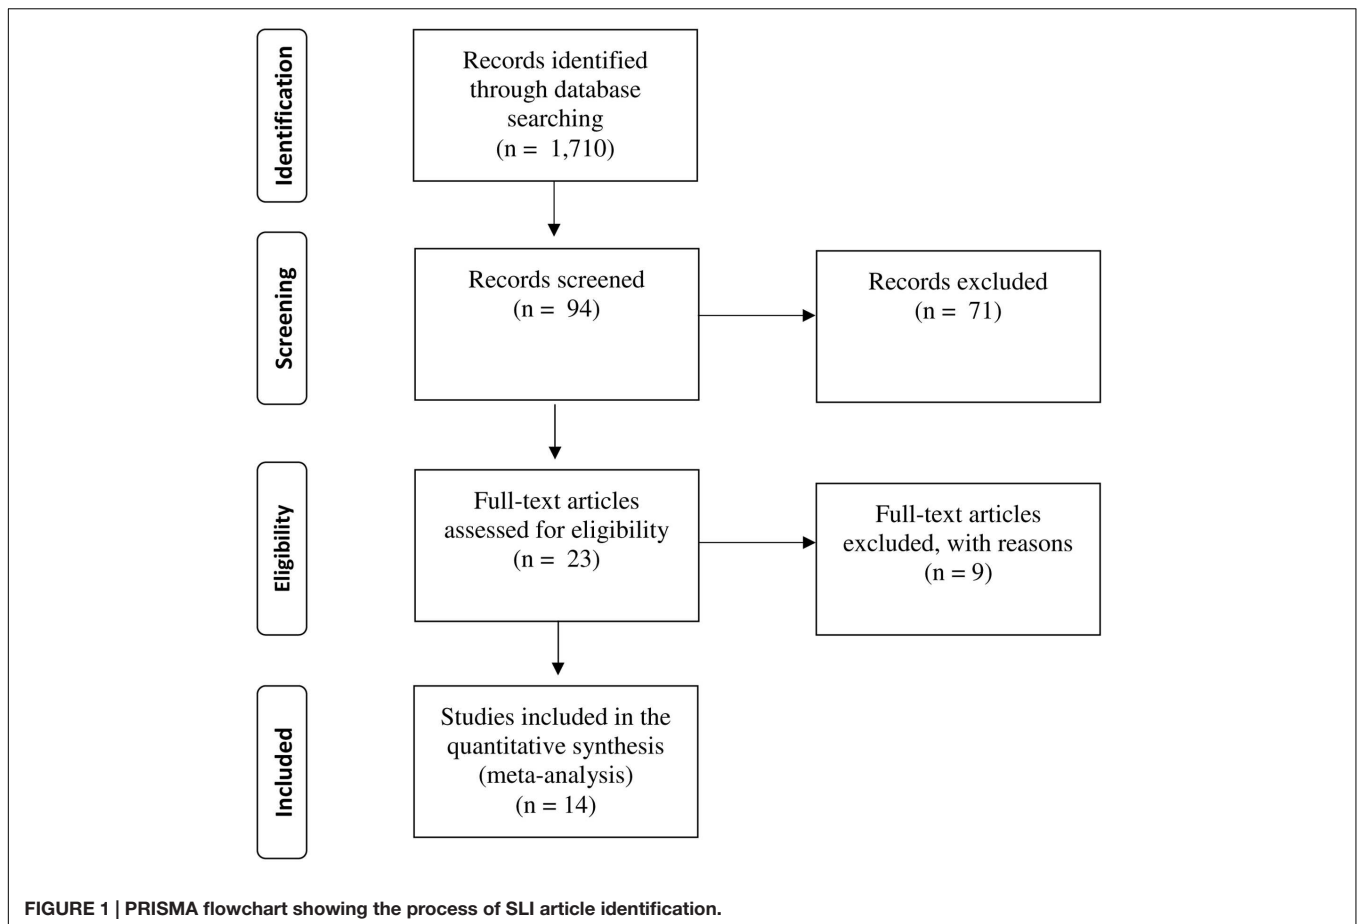 Identification
Records identified
through database
searching
(n = 1,710)
Screening
Records screened
(n = 94)
Records excluded
(n = 71)
Eligibility
Full-text articles
assessed for eligibility
(n = 23)
Full-text articles
excluded, with reasons
(n = 9)
Included
Studies included in the
quantitative synthesis
(meta-analysis)
(n = 14)
FIGURE 1 | PRISMA flowchart showing the process of SLI article identification.